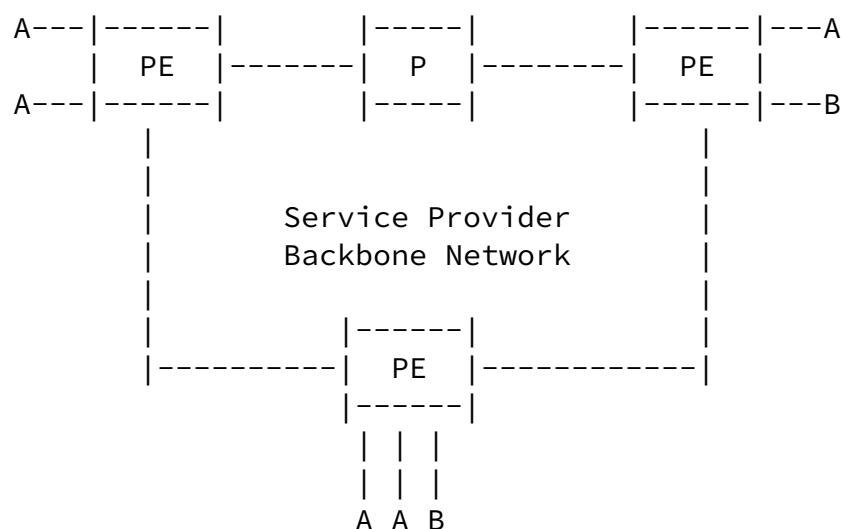 A---|------|       |-----|        |------|---A
    |  PE  |-------|  P  |--------|  PE  |
A---|------|       |-----|        |------|---B
       |                              |
       |                              |
       |       Service Provider       |
       |       Backbone Network       |
       |                              |
       |          |------|            |
       |----------|  PE  |------------|
                  |------|
                   | | |
                   | | |
                   A A B